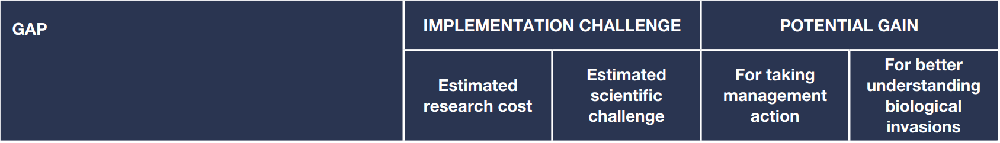 GAP
IMPLEMENTATION CHALLENGE
POTENTIAL GAIN
Estimated
research cost
Estimated
scientific
challenge
For taking
management
action
For better
understanding
biological
invasions